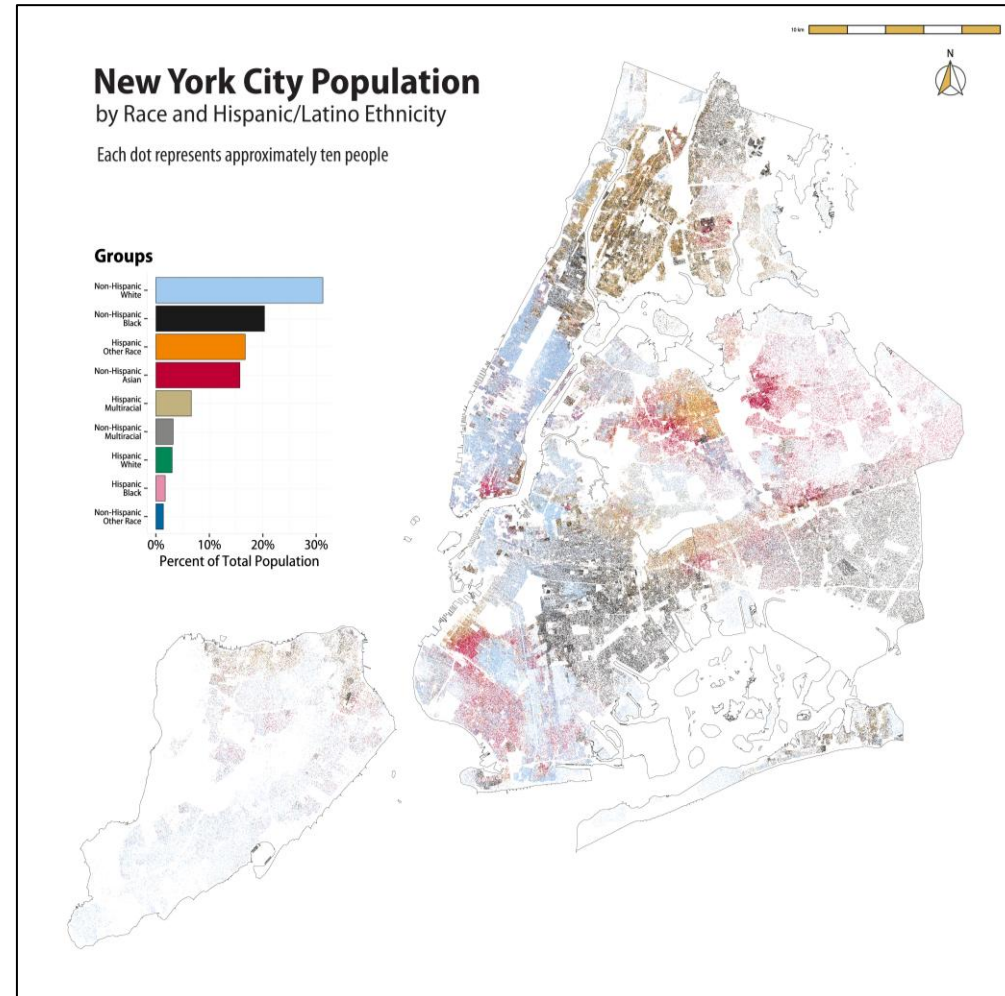 10 km
N
New York City Population
by Race and Hispanic/Latino Ethnicity
Each dot represents approximately ten people
Groups
Non-Hispanic
White
Non-Hispanic
Black
Hispanic
Other Race
Non-Hispanic
Asian
Hispanic
Multiracial
Non-Hispanic
Multiracial
Hispanic
White
Hispanic
Black
Non-Hispanic
Other Race
0% 10% 20% 30%
Percent of Total Population